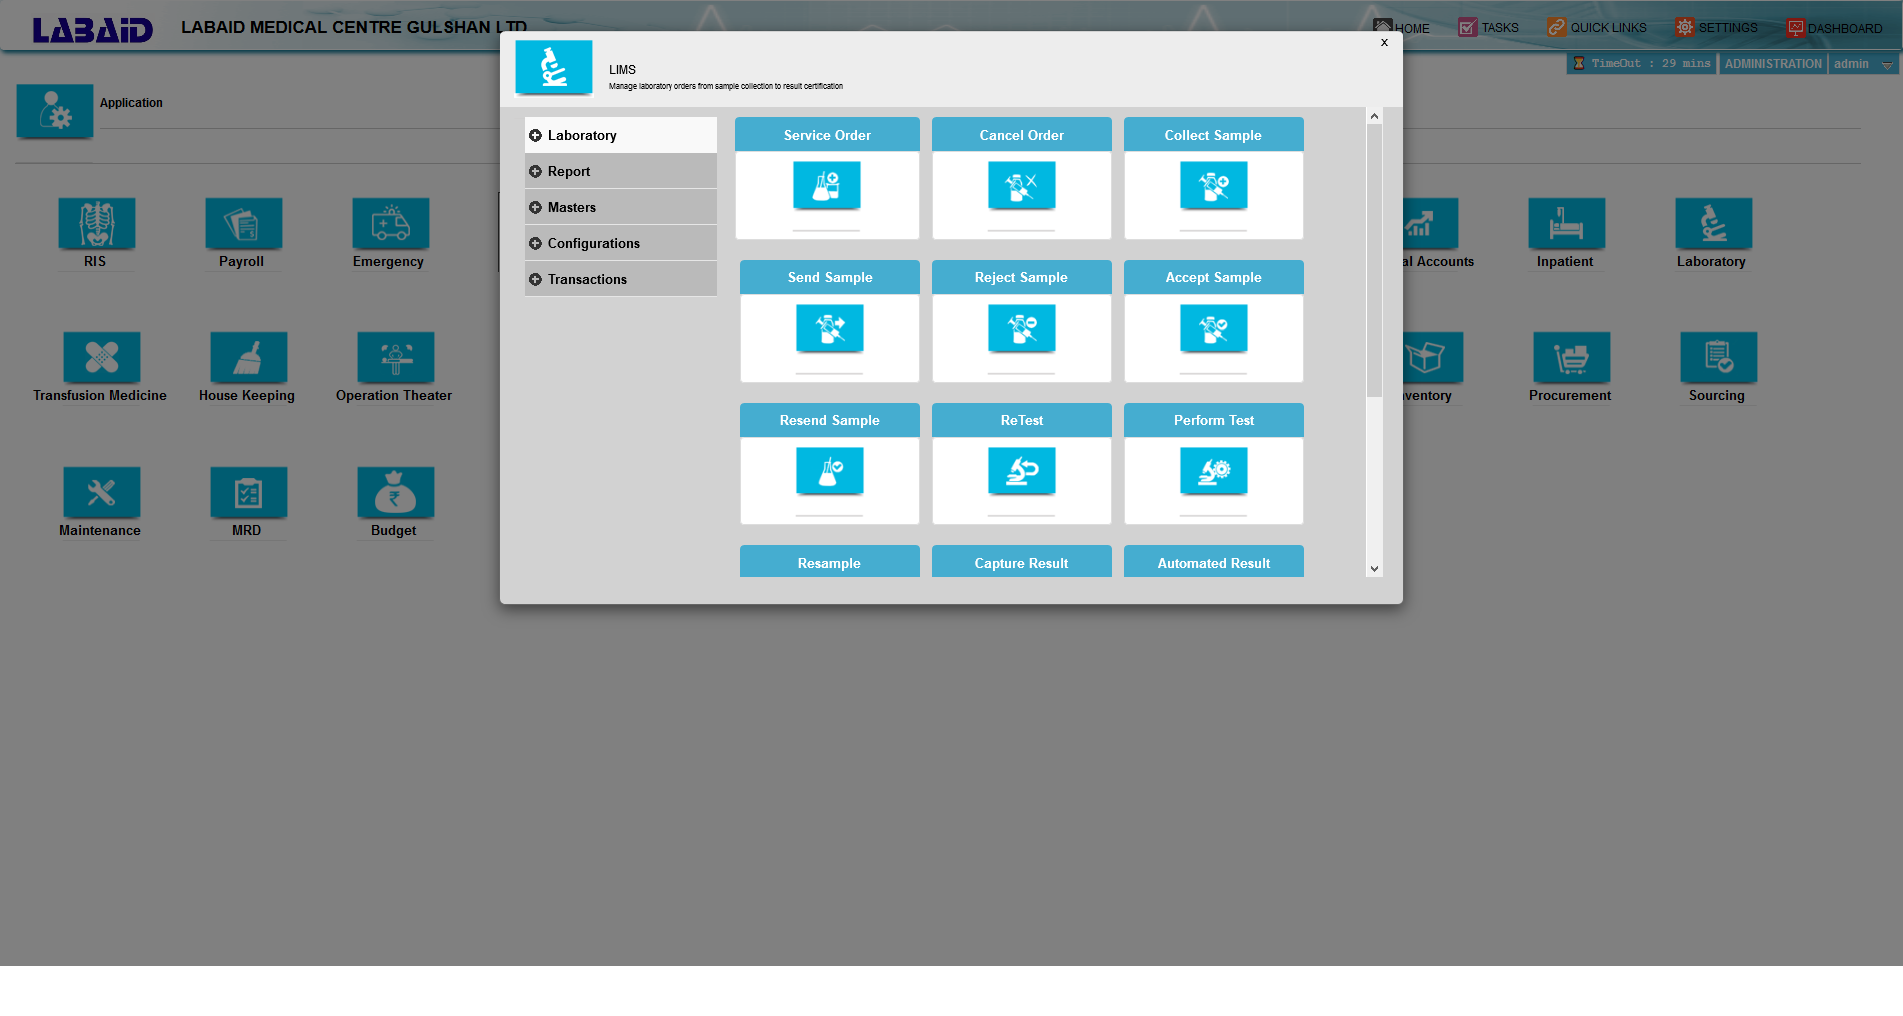 LABAID
LABAID MEDICAL CENTRE GULSHAN LTD
HOME
TASKS
QUICK LINKS
SETTINGS
DASHBOARD
TimeOut : 29 mins
ADMINISTRATION
admin
Application
x
LIMS
Manage laboratory orders from sample collection to result certification
Laboratory
Report
Masters
Configurations
Transactions
Service Order
Cancel Order
Collect Sample
Send Sample
Reject Sample
Accept Sample
Resend Sample
ReTest
Perform Test
Resample
Capture Result
Automated Result
RIS
Payroll
Emergency
Accounts
Inpatient
Laboratory
Transfusion Medicine
House Keeping
Operation Theater
Procurement
Sourcing
Maintenance
MRD
Budget